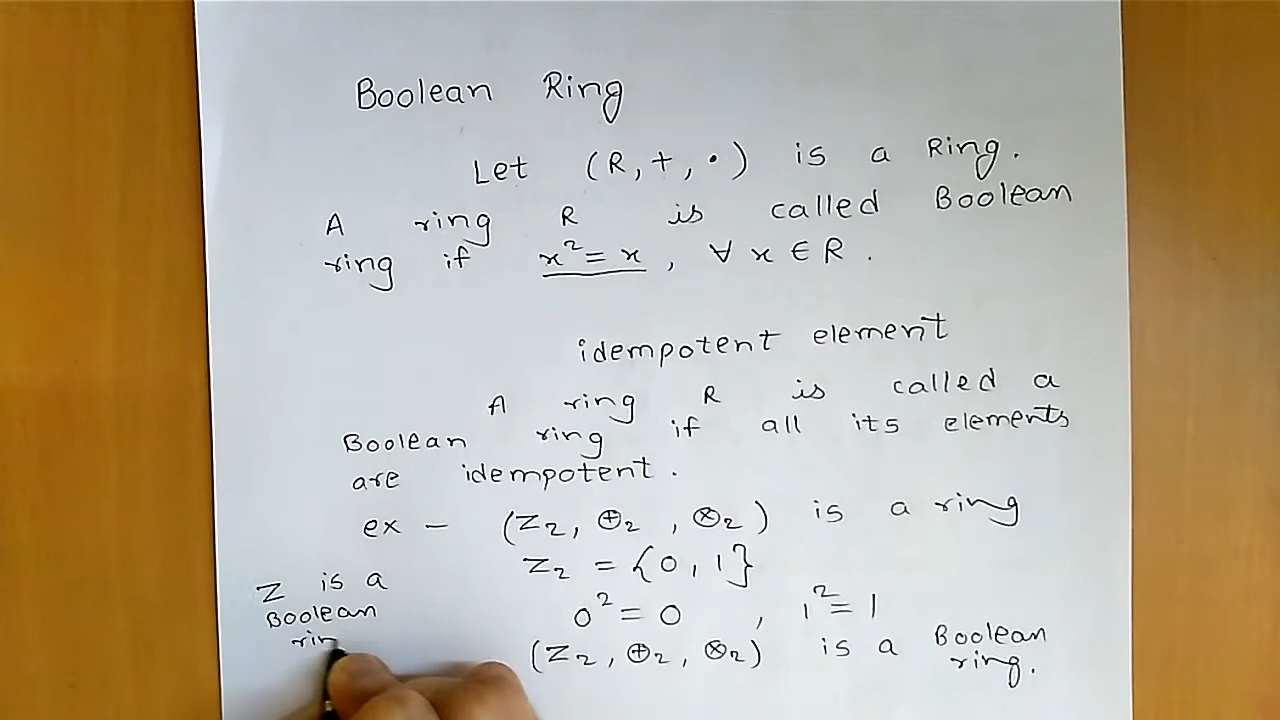 Boolean Ring
Let (R, +, •) is a Ring.
A ring R is called Boolean
ring if x² = x, ∀ x ∈ R.
idempotent element
A ring R is called a
Boolean ring if all its elements
are idempotent.
ex – (Z₂, ⊕₂, ⊗₂) is a ring
Z₂ = {0, 1}
0² = 0, 1² = 1
(Z₂, ⊕₂, ⊗₂) is a Boolean
ring.
Z is a
Boolean
rin